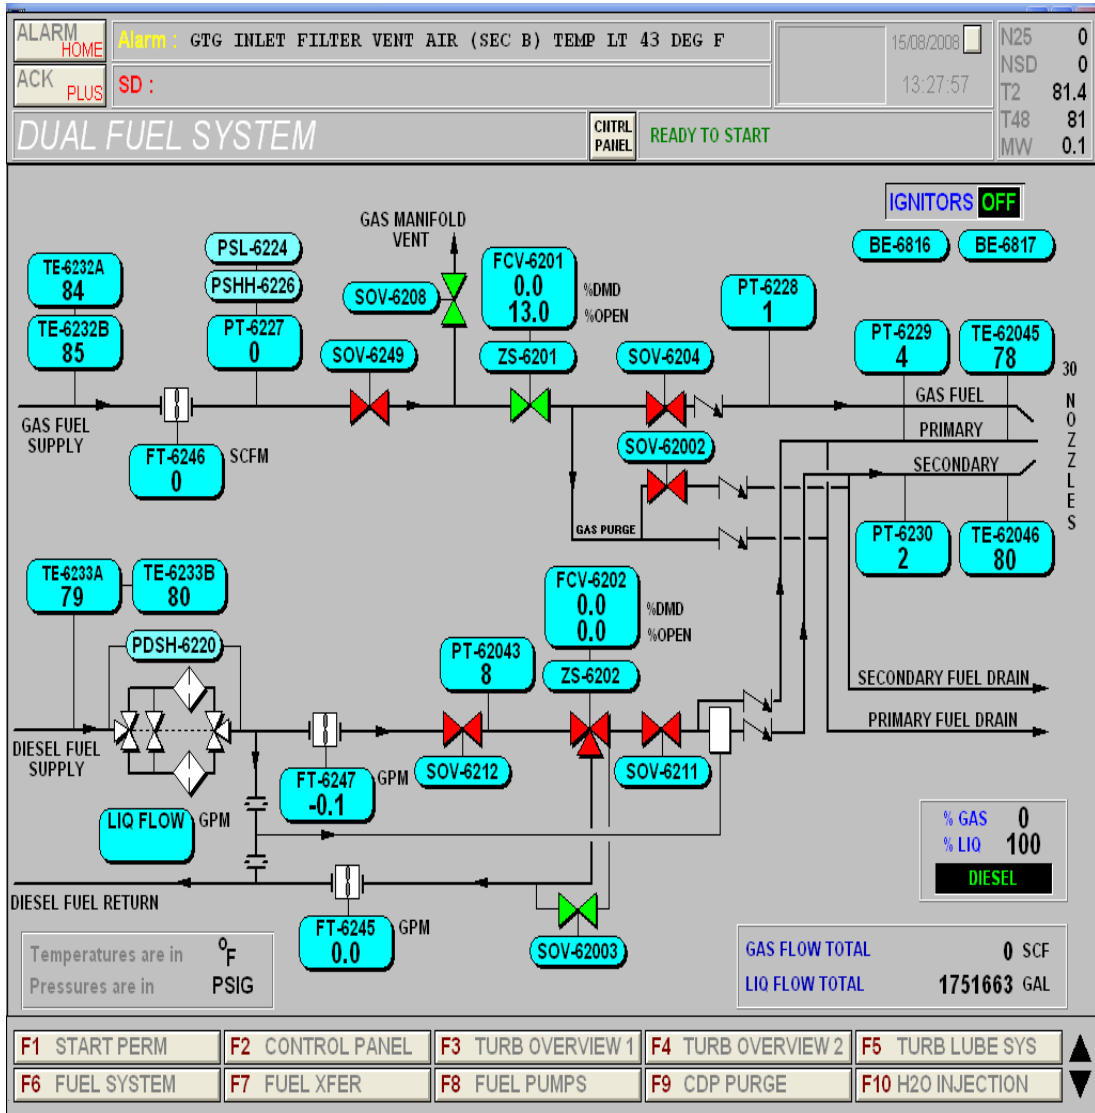 ALARM HOME
Alarm : GTG INLET FILTER VENT AIR (SEC B) TEMP LT 43 DEG F
15/08/2008
N25 0
ACK PLUS
SD :
13:27:57
NSD 0
T2 81.4
DUAL FUEL SYSTEM
CNTRL PANEL
READY TO START
T48 81
MW 0.1
IGNITORS OFF
GAS MANIFOLD
VENT
PSL-6224
BE-6816
BE-6817
TE-6232A
84
PSHH-6226
SOV-6208
FCV-6201
0.0 %DMD
13.0 %OPEN
PT-6228
1
TE-6232B
85
PT-6227
0
SOV-6249
ZS-6201
SOV-6204
PT-6229
4
TE-62045
78
30
NOZZLES
GAS FUEL
SUPPLY
GAS FUEL
PRIMARY
SECONDARY
FT-6246
0
SCFM
SOV-62002
GAS PURGE
PT-6230
2
TE-62046
80
TE-6233A
79
TE-6233B
80
FCV-6202
0.0 %DMD
0.0 %OPEN
PDSH-6220
PT-62043
8
ZS-6202
SECONDARY FUEL DRAIN
PRIMARY FUEL DRAIN
DIESEL FUEL
SUPPLY
FT-6247
-0.1
GPM
SOV-6212
SOV-6211
LIQ FLOW
GPM
% GAS 0
% LIQ 100
DIESEL
DIESEL FUEL RETURN
FT-6245
0.0
GPM
SOV-62003
Temperatures are in °F
Pressures are in PSIG
GAS FLOW TOTAL 0 SCF
LIQ FLOW TOTAL 1751663 GAL
F1 START PERM
F2 CONTROL PANEL
F3 TURB OVERVIEW 1
F4 TURB OVERVIEW 2
F5 TURB LUBE SYS
F6 FUEL SYSTEM
F7 FUEL XFER
F8 FUEL PUMPS
F9 CDP PURGE
F10 H2O INJECTION